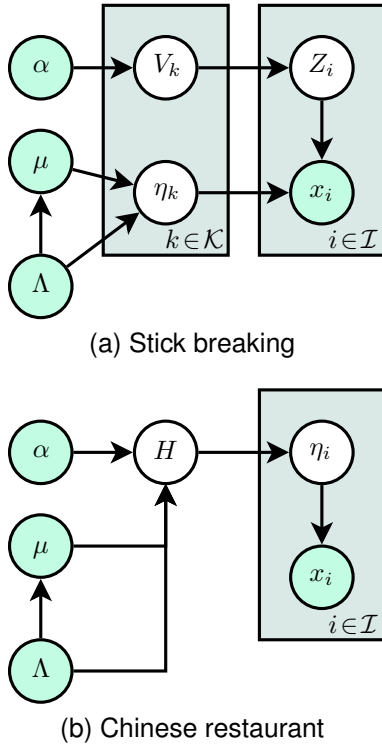 α V_k Z_i
μ η_k x_i
k∈𝒦 i∈ℐ
Λ
(a) Stick breaking
α H η_i
μ x_i
i∈ℐ
Λ
(b) Chinese restaurant